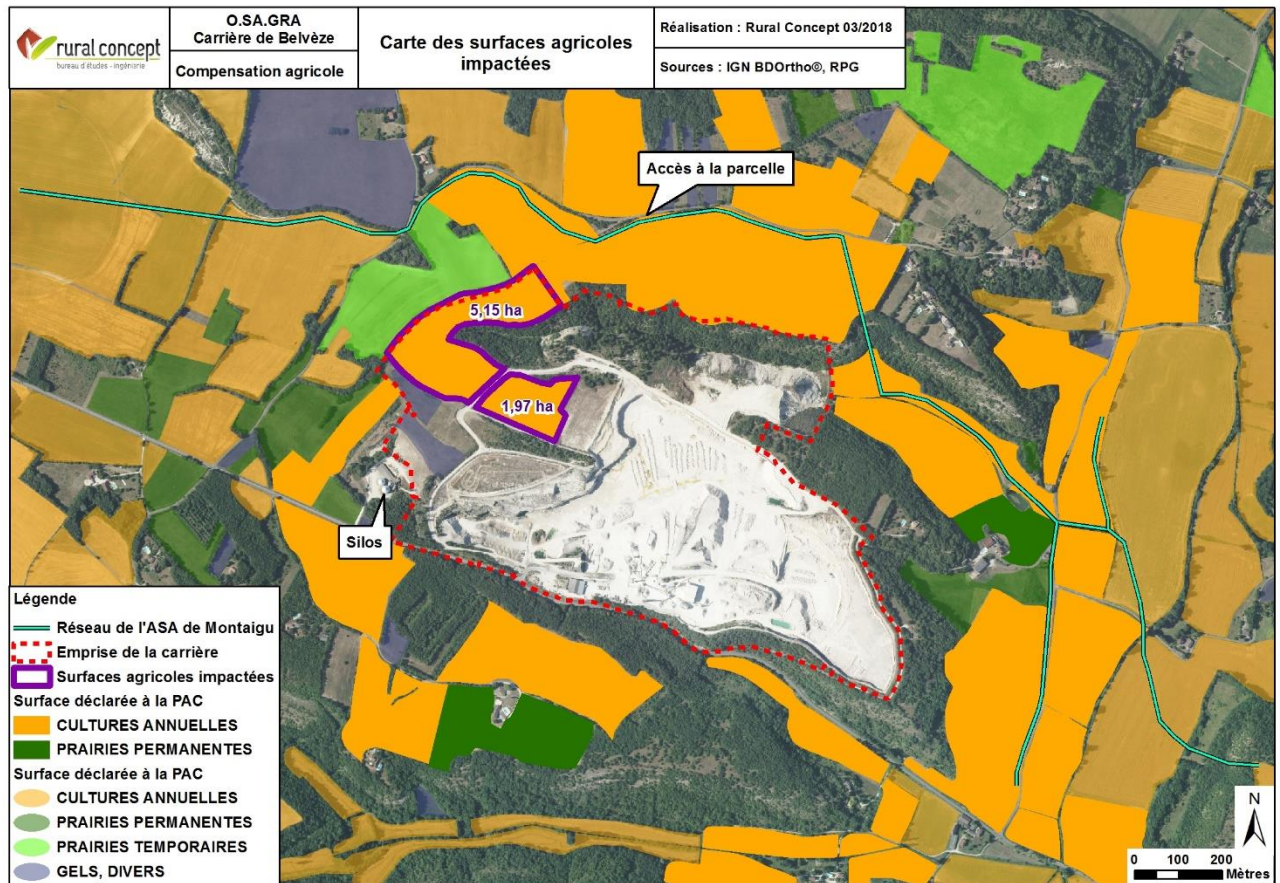 rural concept
bureau d'études - ingénierie
O.SA.GRA
Carrière de Belvèze
Compensation agricole
Carte des surfaces agricoles
impactées
Réalisation : Rural Concept 03/2018
Sources : IGN BDOrtho®, RPG
Accès à la parcelle
5,15 ha
1,97 ha
Silos
Légende
Réseau de l'ASA de Montaigu
Emprise de la carrière
Surfaces agricoles impactées
Surface déclarée à la PAC
CULTURES ANNUELLES
PRAIRIES PERMANENTES
Surface déclarée à la PAC
CULTURES ANNUELLES
PRAIRIES PERMANENTES
PRAIRIES TEMPORAIRES
GELS, DIVERS
N
0 100 200
Mètres